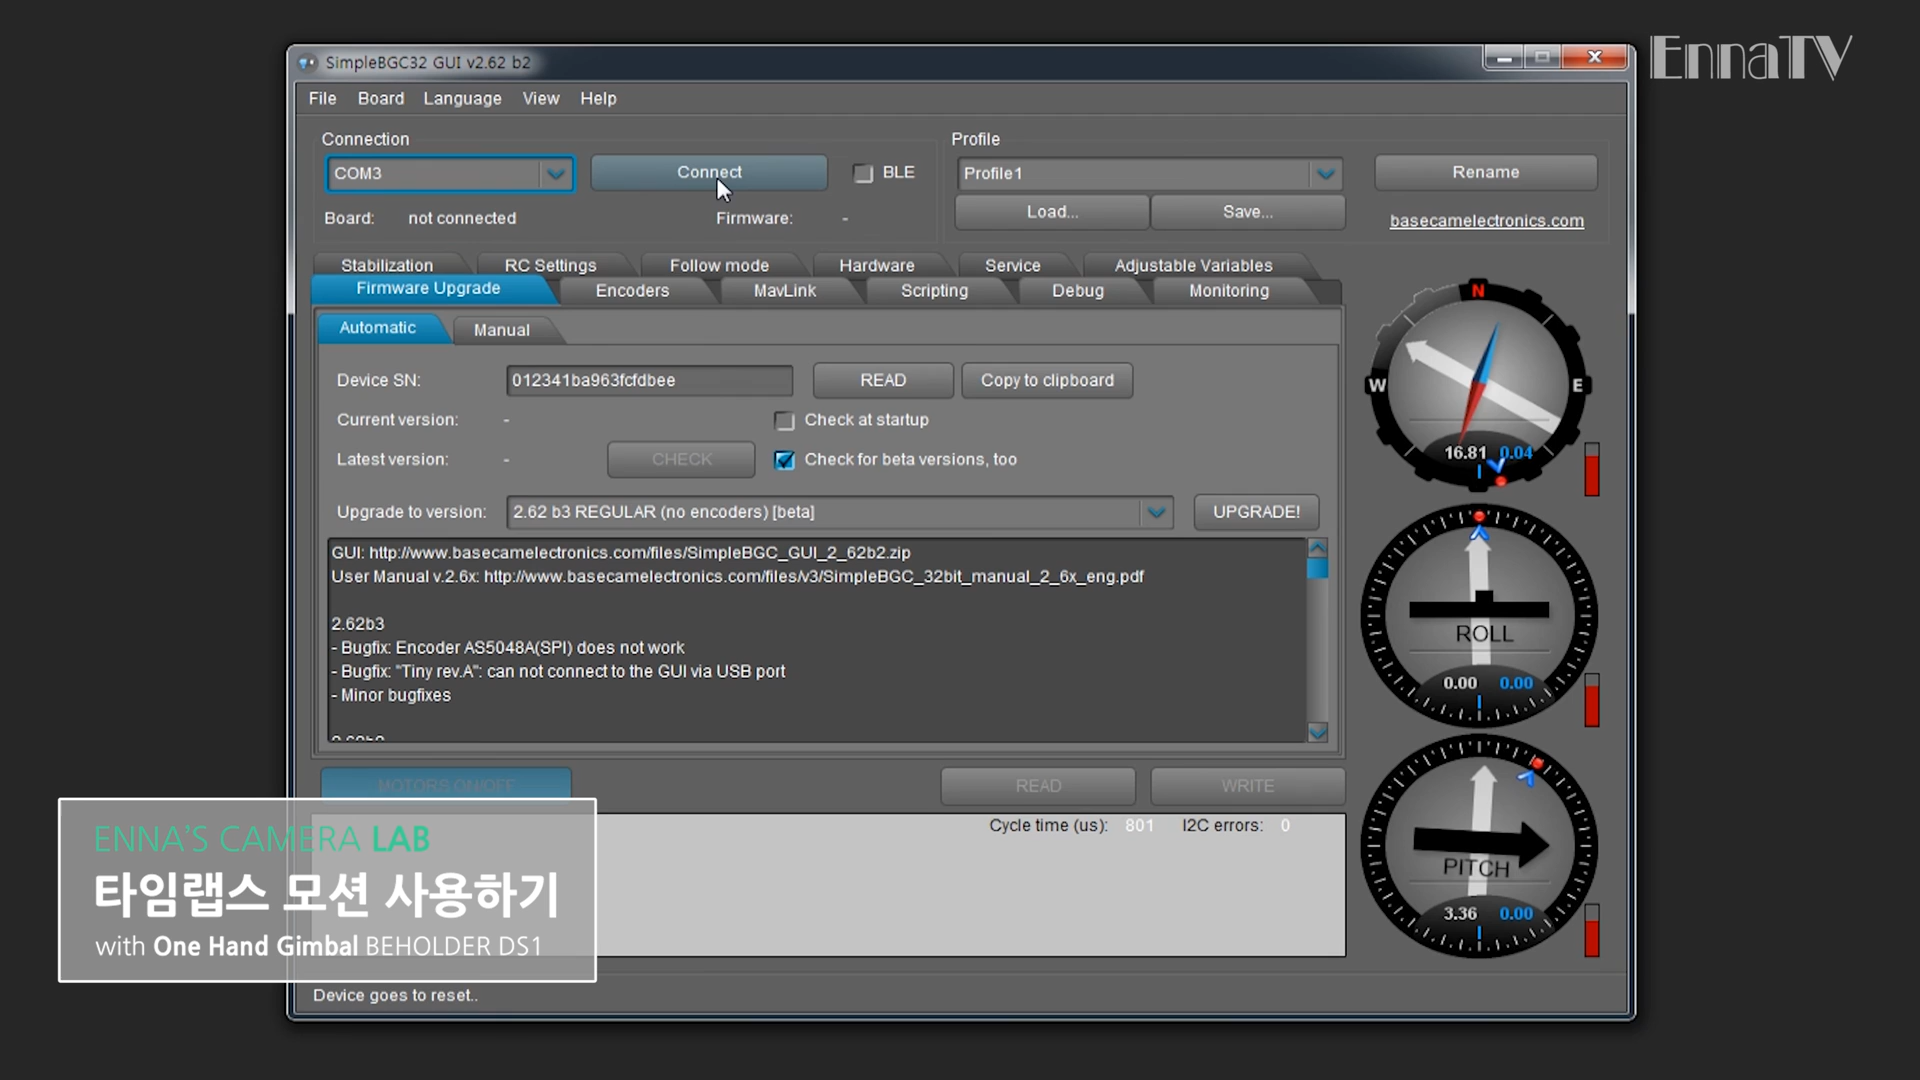 EnnaTV
SimpleBGC32 GUI v2.62 b2
File Board Language View Help
Connection
COM3
Connect
BLE
Board: not connected
Firmware: -
Profile
Profile1
Rename
Load...
Save...
basecamelectronics.com
Stabilization RC Settings Follow mode Hardware Service Adjustable Variables
Firmware Upgrade Encoders MavLink Scripting Debug Monitoring
Automatic Manual
Device SN: 012341ba963fcfdbee READ Copy to clipboard
Current version: - Check at startup
Latest version: - CHECK Check for beta versions, too
Upgrade to version: 2.62 b3 REGULAR (no encoders) [beta] UPGRADE!
GUI: http://www.basecamelectronics.com/files/SimpleBGC_GUI_2_62b2.zip
User Manual v.2.6x: http://www.basecamelectronics.com/files/v3/SimpleBGC_32bit_manual_2_6x_eng.pdf
2.62b3
- Bugfix: Encoder AS5048A(SPI) does not work
- Bugfix: "Tiny rev.A": can not connect to the GUI via USB port
- Minor bugfixes
N
W E
16.81 0.04
ROLL
0.00 0.00
PITCH
3.36 0.00
MOTORS ON/OFF READ WRITE
Cycle time (us): 801 I2C errors: 0
ENNA'S CAMERA LAB
타임랩스 모션 사용하기
with One Hand Gimbal BEHOLDER DS1
Device goes to reset..